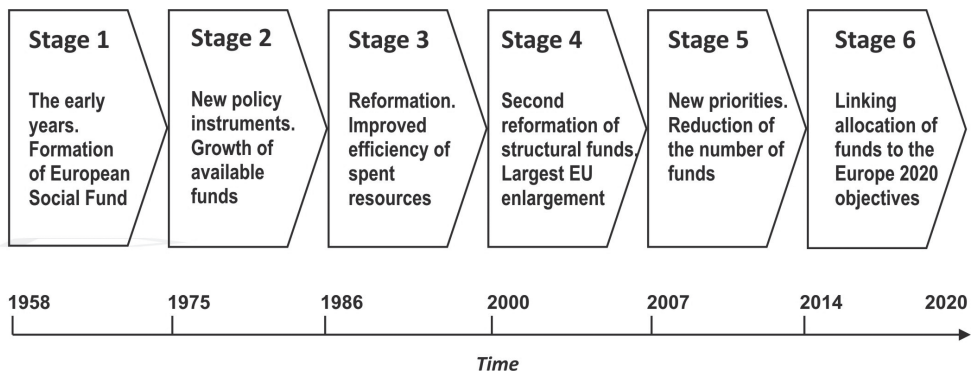 Stage 1
The early
years.
Formation
of European
Social Fund
Stage 2
New policy
instruments.
Growth of
available
funds
Stage 3
Reformation.
Improved
efficiency of
spent
resources
Stage 4
Second
reformation of
structural funds.
Largest EU
enlargement
Stage 5
New priorities.
Reduction of
the number of
funds
Stage 6
Linking
allocation of
funds to the
Europe 2020
objectives
1958 1975 1986 2000 2007 2014 2020
Time